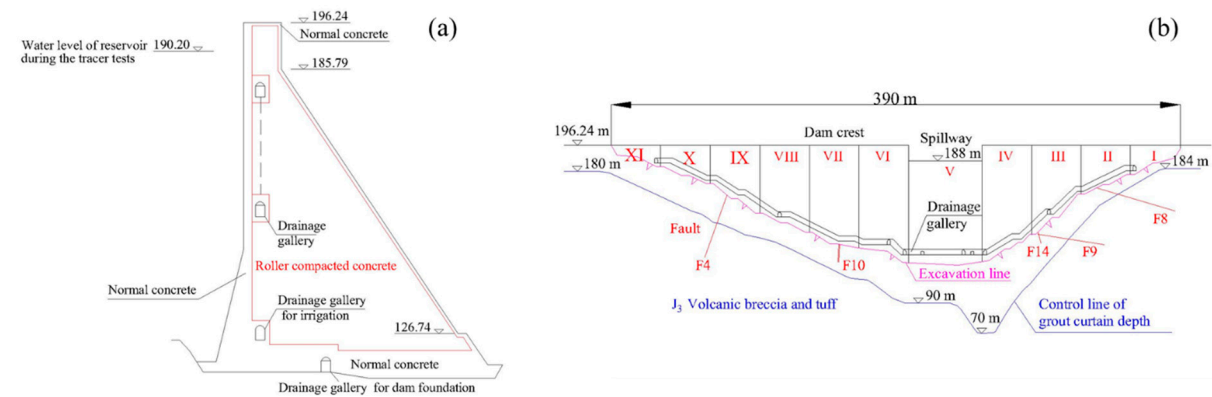 (a)
196.24
Normal concrete
Water level of reservoir 190.20
during the tracer tests
185.79
Drainage
gallery
Roller compacted concrete
Normal concrete
Drainage gallery
for irrigation
126.74
Normal concrete
Drainage gallery for dam foundation
(b)
390 m
196.24 m
Dam crest
Spillway
XI X IX VIII VII VI V IV III II I
188 m
180 m
184 m
Drainage
gallery
Fault
F4
F10
F14
F9
F8
Excavation line
J3 Volcanic breccia and tuff
90 m
70 m
Control line of
grout curtain depth